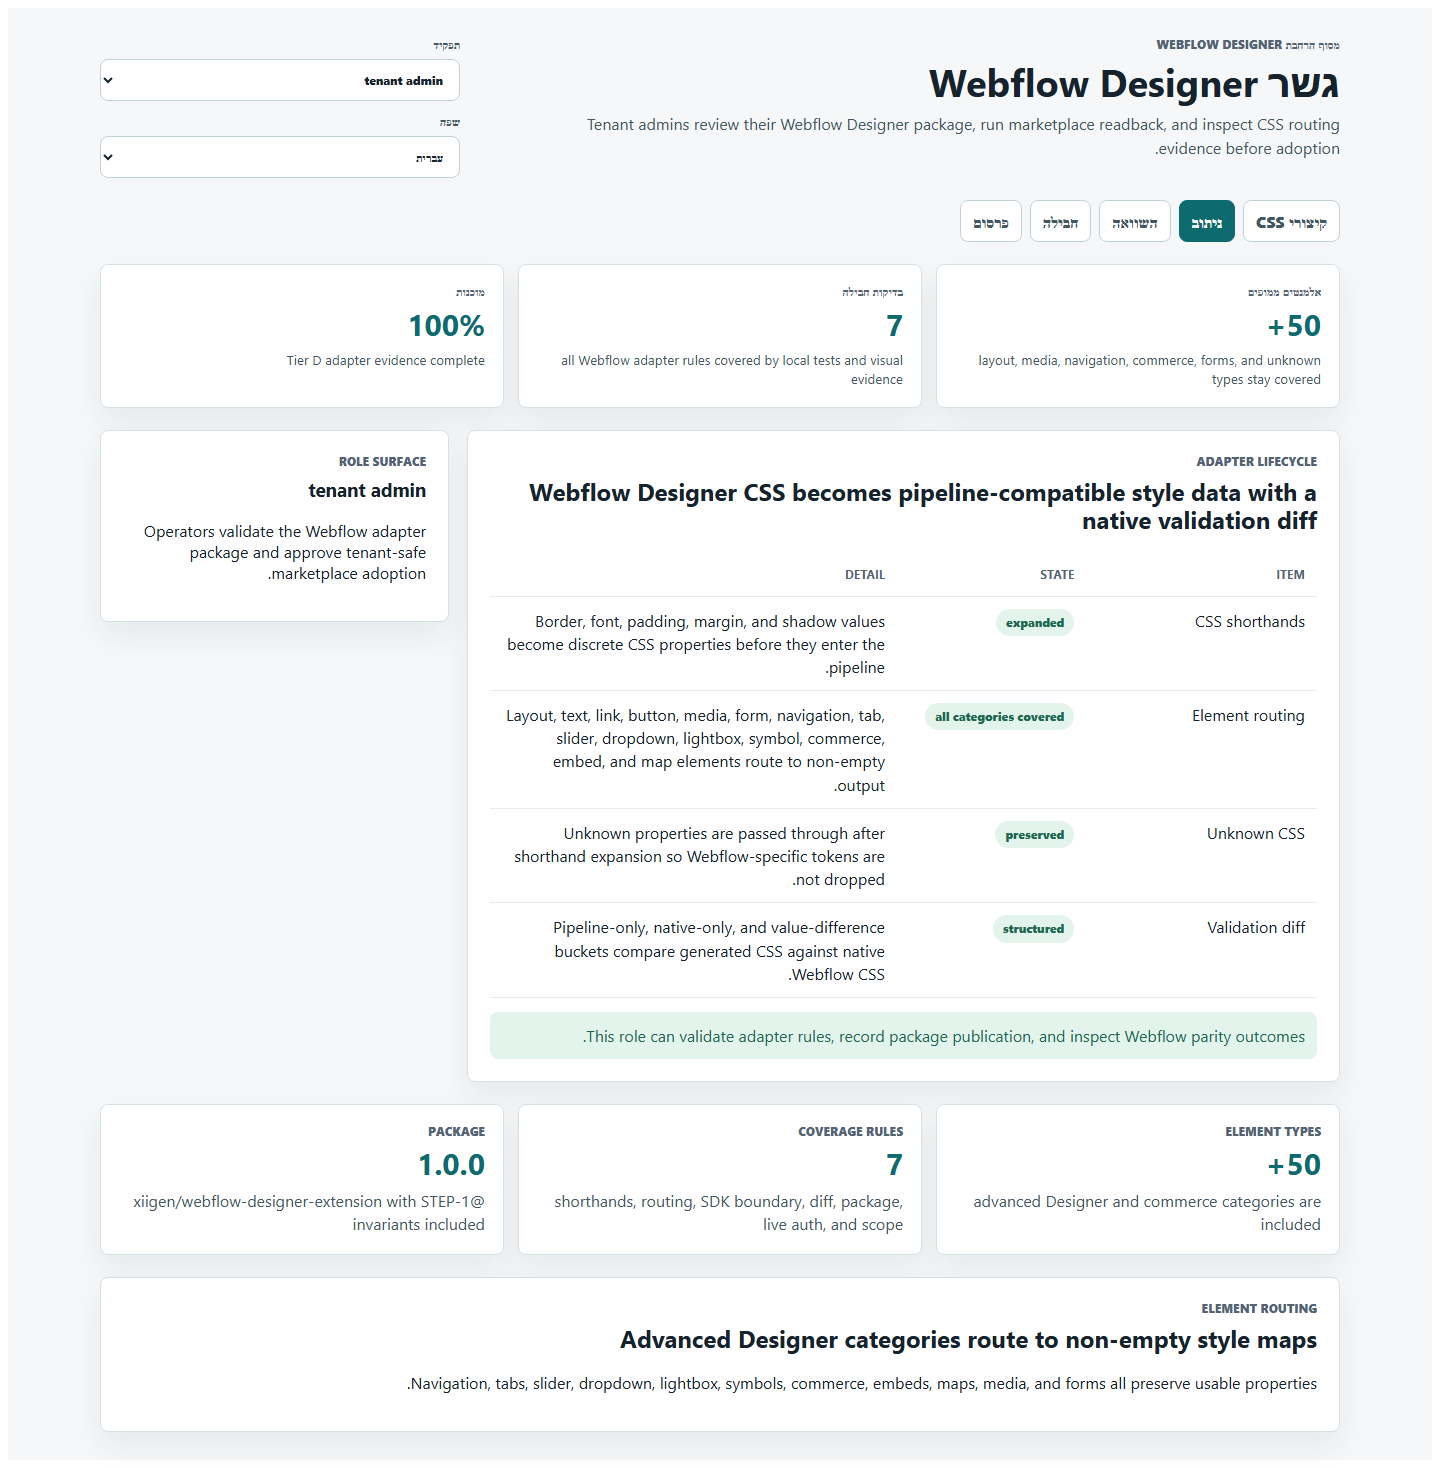 מסוף הרחבת WEBFLOW DESIGNER
גשר Webflow Designer
Tenant admins review their Webflow Designer package, run marketplace readback, and inspect CSS routing
evidence before adoption.
תפקיד
tenant admin
שפה
עברית
קיצורי CSS
ניתוב
השוואה
חבילה
פרסום
אלמנטים ממופים
50+
layout, media, navigation, commerce, forms, and unknown
types stay covered
בדיקות חבילה
7
all Webflow adapter rules covered by local tests and visual
evidence
מוכנות
100%
Tier D adapter evidence complete
ADAPTER LIFECYCLE
Webflow Designer CSS becomes pipeline-compatible style data with a
native validation diff
ITEM STATE DETAIL
CSS shorthands
expanded
Border, font, padding, margin, and shadow values
become discrete CSS properties before they enter the
pipeline.
Element routing
all categories covered
Layout, text, link, button, media, form, navigation, tab,
slider, dropdown, lightbox, symbol, commerce,
embed, and map elements route to non-empty
output.
Unknown CSS
preserved
Unknown properties are passed through after
shorthand expansion so Webflow-specific tokens are
not dropped.
Validation diff
structured
Pipeline-only, native-only, and value-difference
buckets compare generated CSS against native
Webflow CSS.
This role can validate adapter rules, record package publication, and inspect Webflow parity outcomes.
ROLE SURFACE
tenant admin
Operators validate the Webflow adapter
package and approve tenant-safe
marketplace adoption.
ELEMENT TYPES
50+
advanced Designer and commerce categories are
included
COVERAGE RULES
7
shorthands, routing, SDK boundary, diff, package,
live auth, and scope
PACKAGE
1.0.0
@xiigen/webflow-designer-extension with STEP-1
invariants included
ELEMENT ROUTING
Advanced Designer categories route to non-empty style maps
Navigation, tabs, slider, dropdown, lightbox, symbols, commerce, embeds, maps, media, and forms all preserve usable properties.